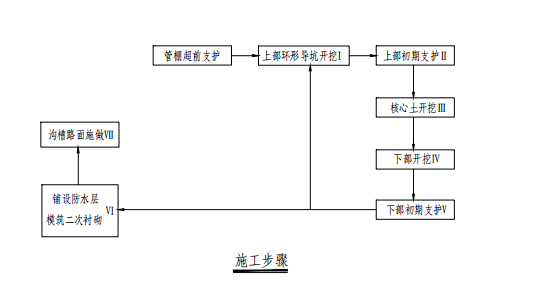 管棚超前支护
上部环形导坑开挖I
上部初期支护II
核心土开挖III
下部开挖IV
下部初期支护V
铺设防水层
模筑二次衬砌
VI
沟槽路面施做VII
施工步骤